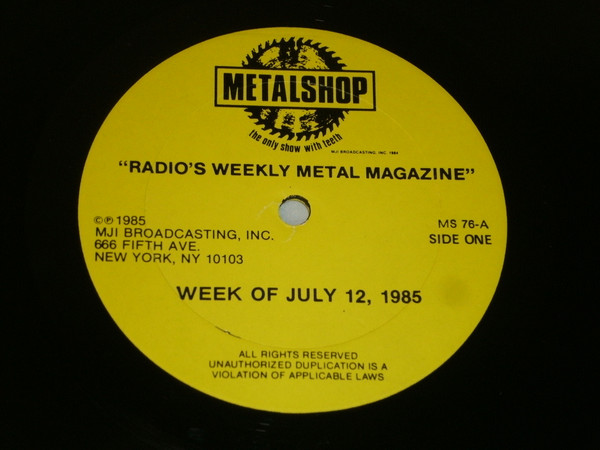 METALSHOP
the only show with teeth
MJI BROADCASTING, INC. 1984
"RADIO'S WEEKLY METAL MAGAZINE"
©℗ 1985
MJI BROADCASTING, INC.
666 FIFTH AVE.
NEW YORK, NY 10103
MS 76-A
SIDE ONE
WEEK OF JULY 12, 1985
ALL RIGHTS RESERVED
UNAUTHORIZED DUPLICATION IS A
VIOLATION OF APPLICABLE LAWS